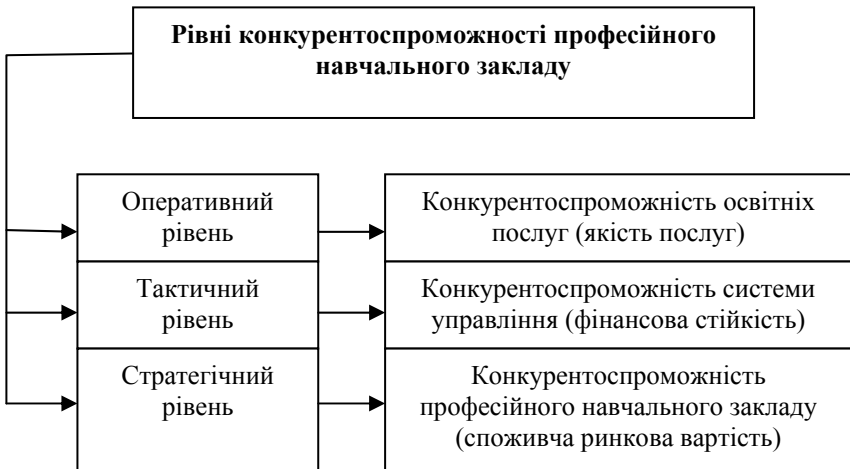 Рівні конкурентоспроможності професійного
навчального закладу
Оперативний
рівень
Конкурентоспроможність освітніх
послуг (якість послуг)
Тактичний
рівень
Конкурентоспроможність системи
управління (фінансова стійкість)
Стратегічний
рівень
Конкурентоспроможність
професійного навчального закладу
(споживча ринкова вартість)